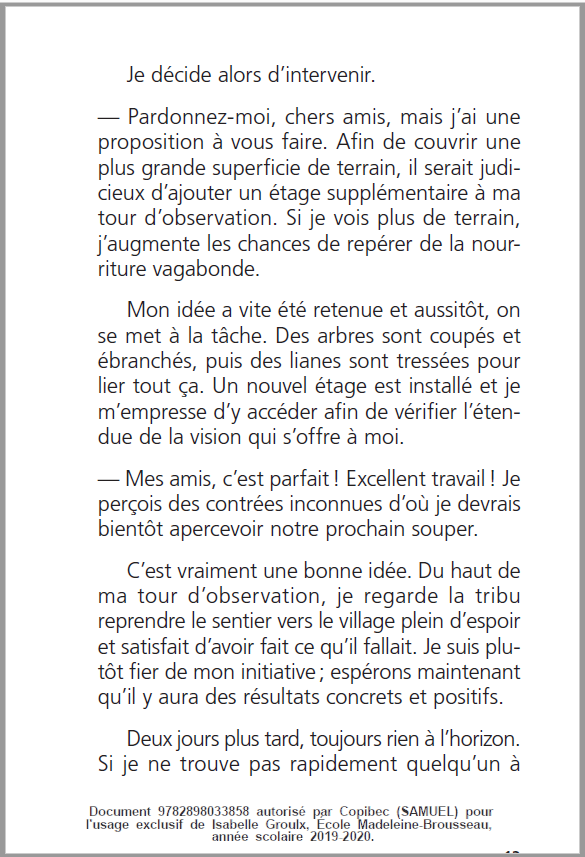 Je décide alors d'intervenir.
— Pardonnez-moi, chers amis, mais j'ai une
proposition à vous faire. Afin de couvrir une
plus grande superficie de terrain, il serait judi-
cieux d'ajouter un étage supplémentaire à ma
tour d'observation. Si je vois plus de terrain,
j'augmente les chances de repérer de la nour-
riture vagabonde.
Mon idée a vite été retenue et aussitôt, on
se met à la tâche. Des arbres sont coupés et
ébranchés, puis des lianes sont tressées pour
lier tout ça. Un nouvel étage est installé et je
m'empresse d'y accéder afin de vérifier l'éten-
due de la vision qui s'offre à moi.
— Mes amis, c'est parfait ! Excellent travail ! Je
perçois des contrées inconnues d'où je devrais
bientôt apercevoir notre prochain souper.
C'est vraiment une bonne idée. Du haut de
ma tour d'observation, je regarde la tribu
reprendre le sentier vers le village plein d'espoir
et satisfait d'avoir fait ce qu'il fallait. Je suis plu-
tôt fier de mon initiative ; espérons maintenant
qu'il y aura des résultats concrets et positifs.
Deux jours plus tard, toujours rien à l'horizon.
Si je ne trouve pas rapidement quelqu'un à
Document 9782898033858 autorisé par Copibec (SAMUEL) pour
l'usage exclusif de Isabelle Groulx, École Madeleine-Brousseau,
année scolaire 2019-2020.